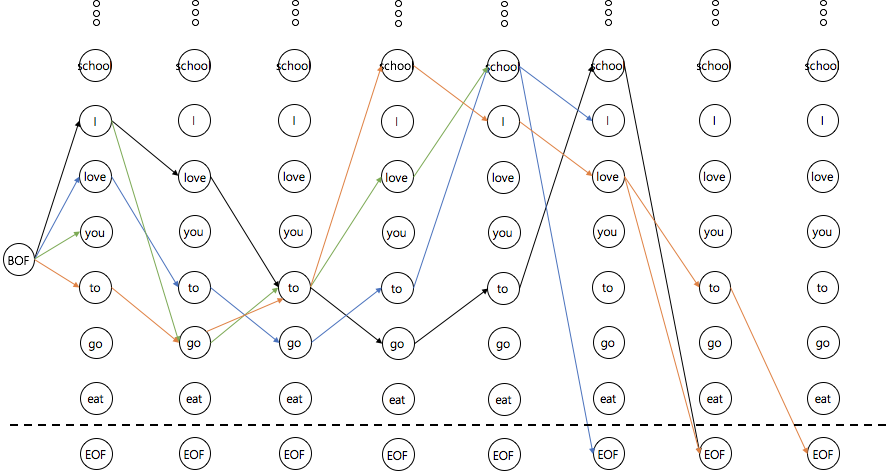 school school school school school school school school
I I I I I I I I
love love love love love love love love
you you you you you you you you
BOF
to to to to to to to to
go go go go go go go go
eat eat eat eat eat eat eat eat
EOF EOF EOF EOF EOF EOF EOF EOF